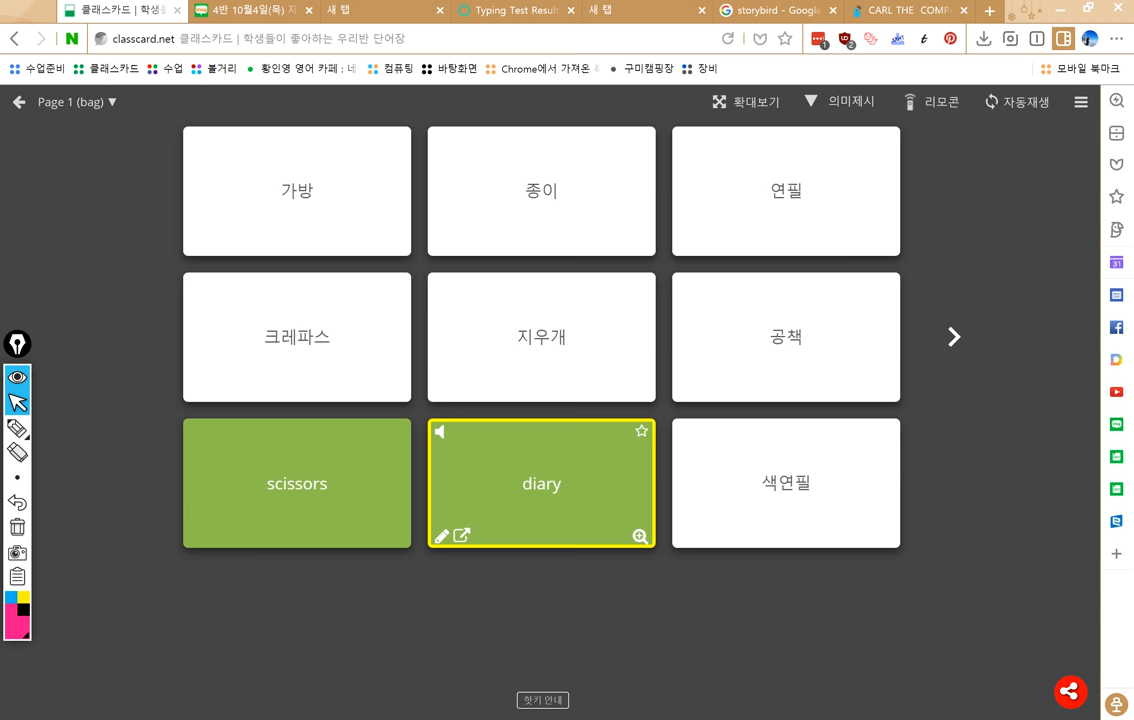 클래스카드 | 학생들
4반 10월4일(목) 지
새 탭
Typing Test Resul
새 탭
storybird - Google
CARL THE COMPA
classcard.net 클래스카드 | 학생들이 좋아하는 우리반 단어장
수업준비
클래스카드
수업
볼거리
황인영 영어 카페 : 네
컴퓨팅
바탕화면
Chrome에서 가져온
구미캠핑장
장비
모바일 북마크
Page 1 (bag) ▼
확대보기
의미제시
리모콘
자동재생
가방
종이
연필
크레파스
지우개
공책
scissors
diary
색연필
핫키 안내